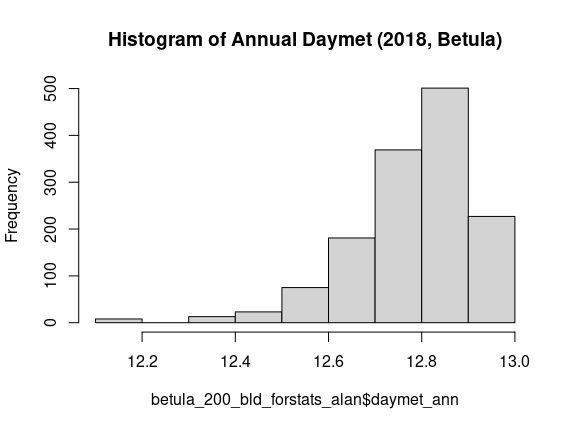 Histogram of Annual Daymet (2018, Betula)
Frequency
500
400
300
200
100
0
12.2 12.4 12.6 12.8 13.0
betula_200_bld_forstats_alan$daymet_ann